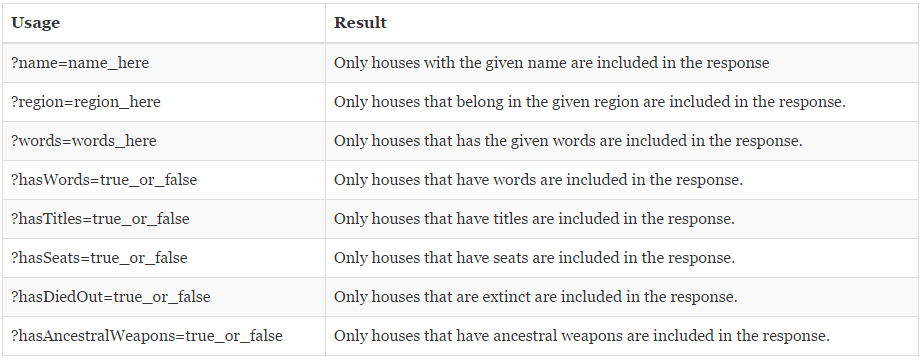 Usage Result
?name=name_here Only houses with the given name are included in the response
?region=region_here Only houses that belong in the given region are included in the response.
?words=words_here Only houses that has the given words are included in the response.
?hasWords=true_or_false Only houses that have words are included in the response.
?hasTitles=true_or_false Only houses that have titles are included in the response.
?hasSeats=true_or_false Only houses that have seats are included in the response.
?hasDiedOut=true_or_false Only houses that are extinct are included in the response.
?hasAncestralWeapons=true_or_false Only houses that have ancestral weapons are included in the response.